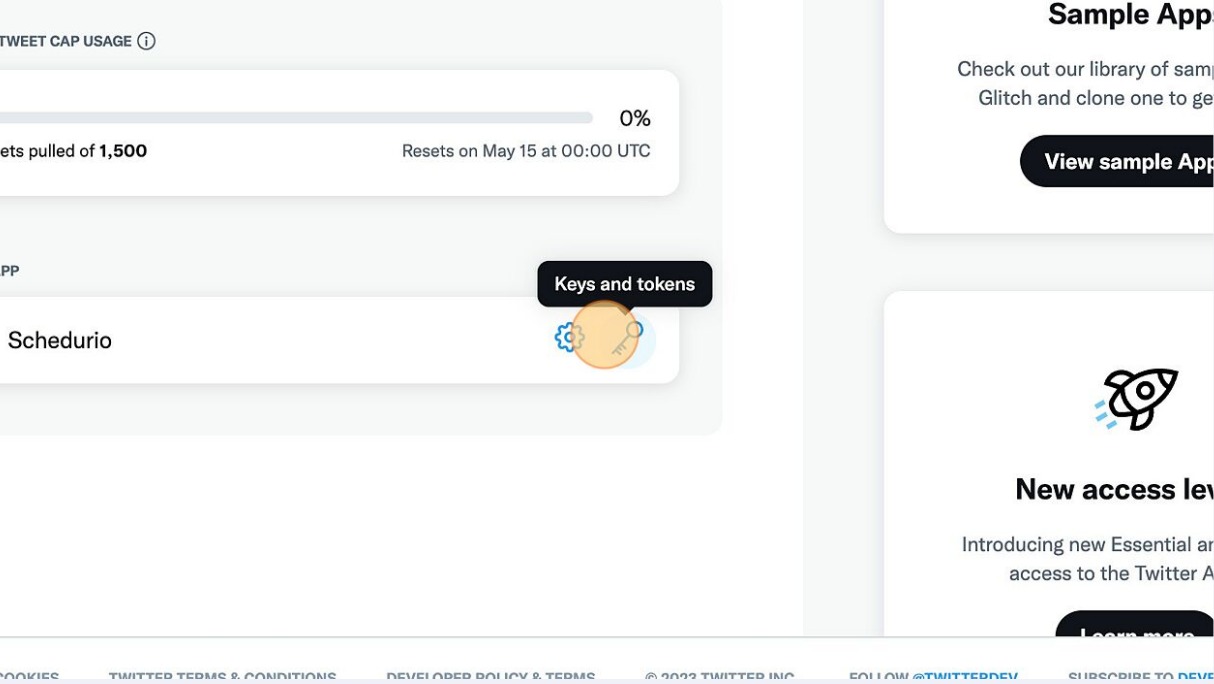 TWEET CAP USAGE
0%
ets pulled of 1,500
Resets on May 15 at 00:00 UTC
PP
Keys and tokens
Schedurio
Sample App
Check out our library of sam
Glitch and clone one to ge
View sample App
New access lev
Introducing new Essential a
access to the Twitter A
Learn more
COOKIES
TWITTER TERMS & CONDITIONS
DEVELOPER POLICY & TERMS
© 2023 TWITTER INC.
FOLLOW @TWITTERDEV
SUBSCRIBE TO DEVE